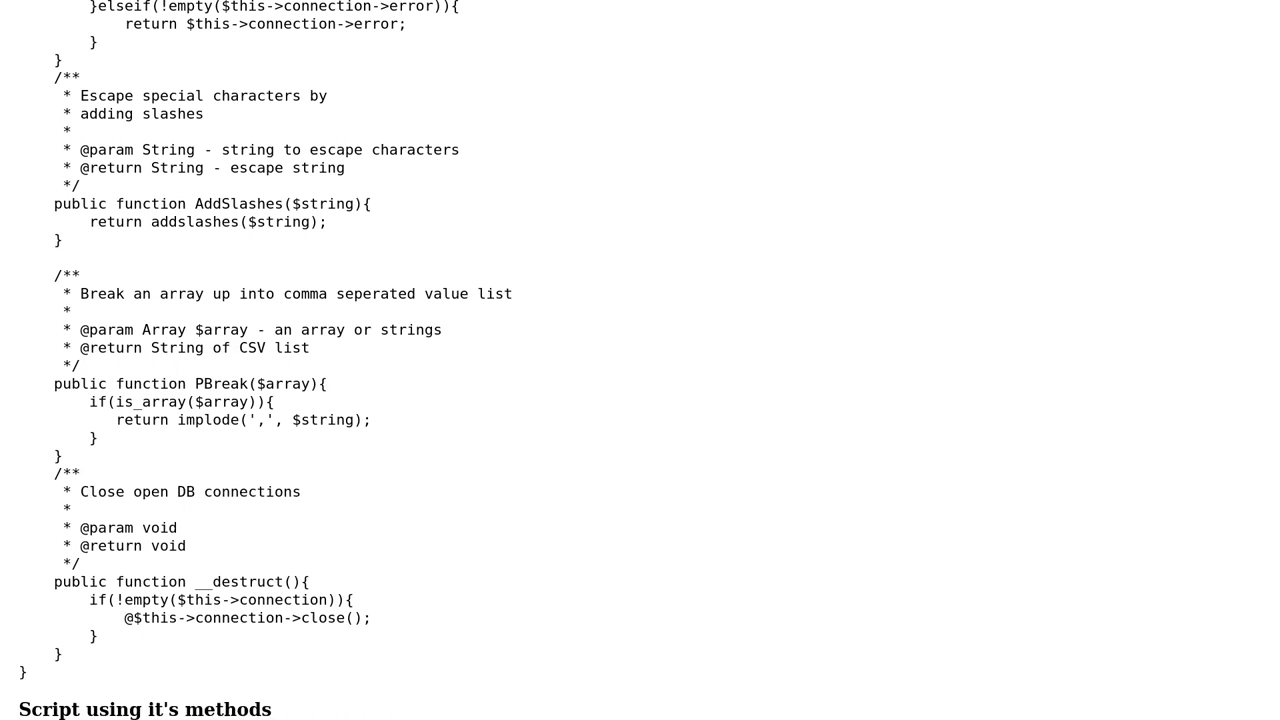 }elseif(!empty($this->connection->error)){
            return $this->connection->error;
        }
    }
    /**
     * Escape special characters by
     * adding slashes
     *
     * @param String - string to escape characters
     * @return String - escape string
     */
    public function AddSlashes($string){
        return addslashes($string);
    }

    /**
     * Break an array up into comma seperated value list
     *
     * @param Array $array - an array or strings
     * @return String of CSV list
     */
    public function PBreak($array){
        if(is_array($array)){
           return implode(',', $string);
        }
    }
    /**
     * Close open DB connections
     *
     * @param void
     * @return void
     */
    public function __destruct(){
        if(!empty($this->connection)){
            @$this->connection->close();
        }
    }
}
Script using it's methods